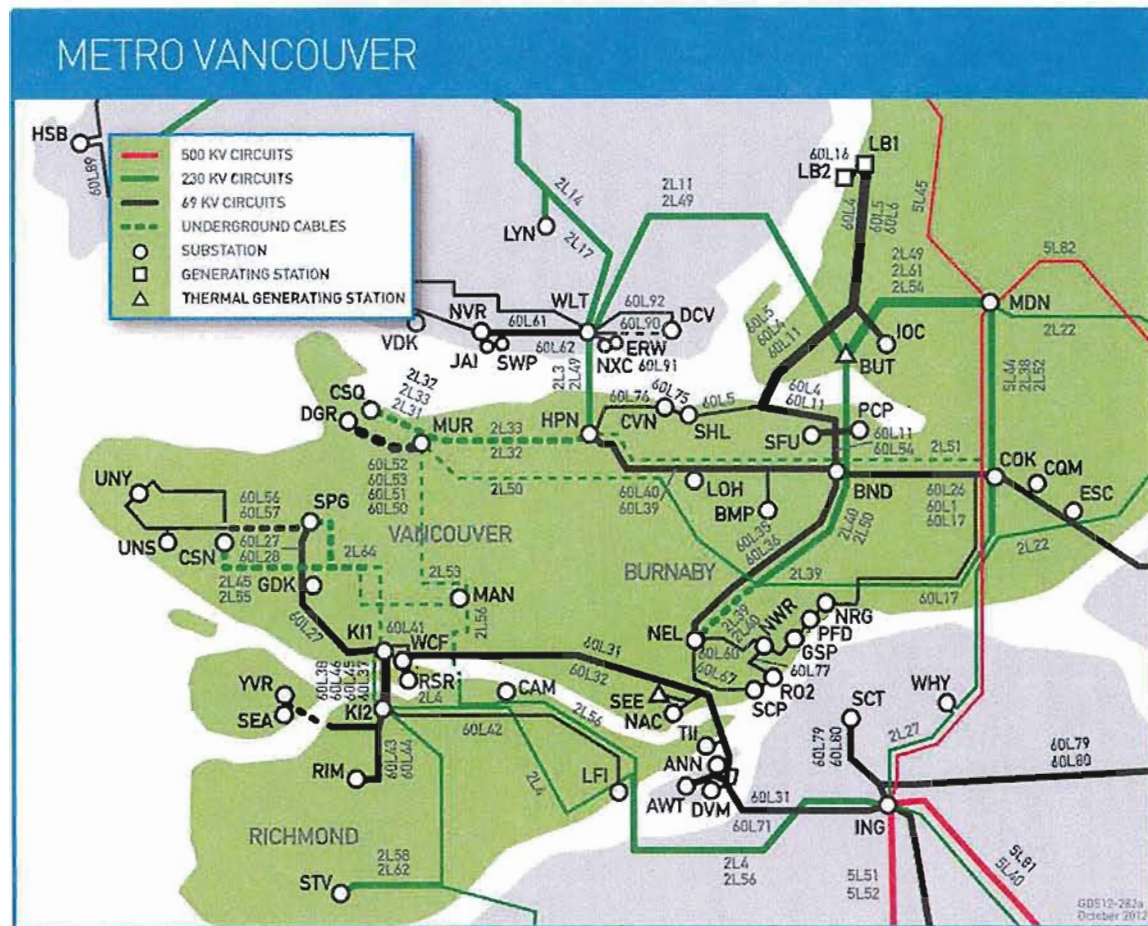 METRO VANCOUVER
500 KV CIRCUITS
230 KV CIRCUITS
69 KV CIRCUITS
UNDERGROUND CABLES
SUBSTATION
GENERATING STATION
THERMAL GENERATING STATION
HSB
60L89
LB1
60L16
LB2
60L4
60L5
60L6
5L45
2L14
2L17
LYN
2L11
2L49
2L49
2L61
2L54
5L82
MDN
2L22
WLT
60L92
DCV
60L90
NVR
60L61
VDK
JAI
SWP
60L62
NXC
ERW
60L91
60L5
60L4
60L11
IOC
BUT
2L3
2L49
5L44
2L38
2L52
2L32
2L33
2L31
CSQ
DGR
MUR
2L33
2L32
HPN
60L76
60L75
60L5
CVN
SHL
60L4
60L11
PCP
SFU
60L11
60L54
2L51
COK
CQM
ESC
60L52
60L53
60L51
60L50
2L50
60L40
60L39
LOH
BMP
BND
60L26
60L1
60L17
UNY
60L56
60L57
SPG
VANCOUVER
60L35
60L36
2L40
2L50
2L22
UNS
CSN
60L27
60L28
2L64
BURNABY
2L39
60L17
2L45
2L55
GDK
2L53
MAN
2L56
2L39
2L40
NWR
NRG
PFD
GSP
60L27
KI1
60L41
WCF
60L31
NEL
60L60
60L67
60L77
RO2
SCP
60L38
60L46
60L45
60L37
RSR
2L4
60L32
SEE
NAC
YVR
SEA
KI2
CAM
2L56
TII
SCT
WHY
60L42
2L27
60L79
60L80
60L79
60L80
RIM
60L43
60L44
2L4
LFI
ANN
AWT
DVM
60L31
60L71
ING
RICHMOND
2L58
2L62
STV
2L4
2L56
5L51
5L52
5L81
5L40
GDS12-28Ja
October 2012